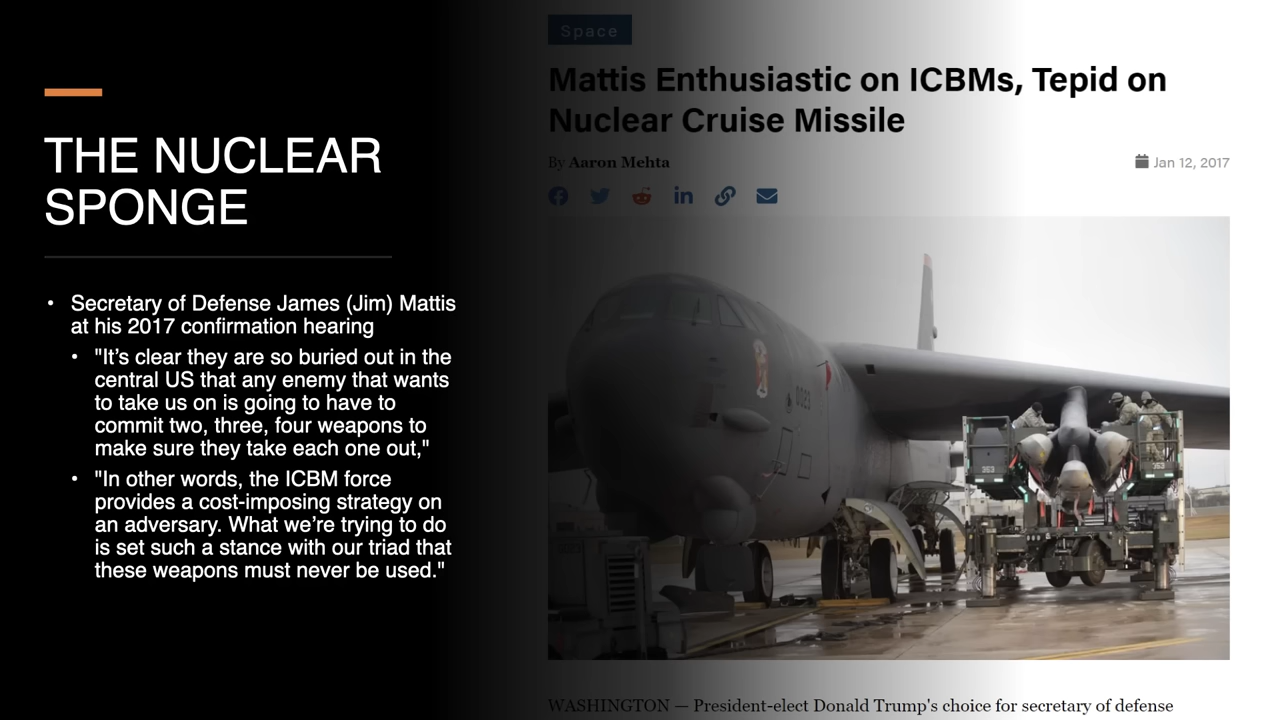 THE NUCLEAR
SPONGE
• Secretary of Defense James (Jim) Mattis
at his 2017 confirmation hearing
• "It’s clear they are so buried out in the
central US that any enemy that wants
to take us on is going to have to
commit two, three, four weapons to
make sure they take each one out,"
• "In other words, the ICBM force
provides a cost-imposing strategy on
an adversary. What we’re trying to do
is set such a stance with our triad that
these weapons must never be used."
Space
Mattis Enthusiastic on ICBMs, Tepid on
Nuclear Cruise Missile
By Aaron Mehta
Jan 12, 2017
0023
353
353
WASHINGTON — President-elect Donald Trump's choice for secretary of defense